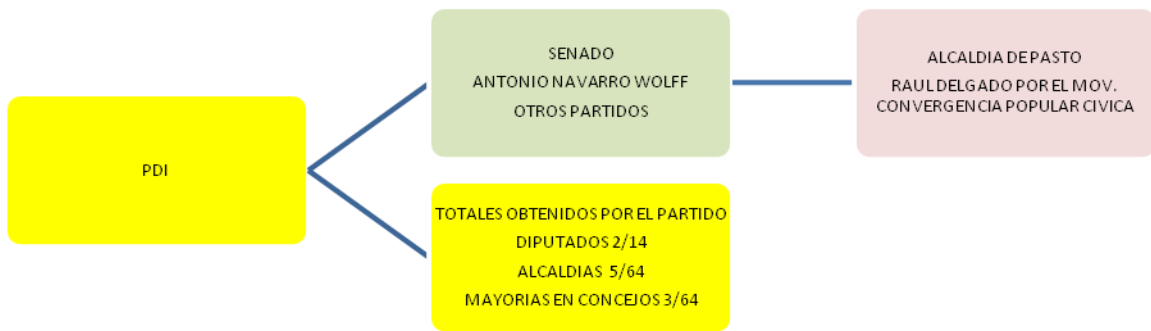 PDI
SENADO
ANTONIO NAVARRO WOLFF
OTROS PARTIDOS
ALCALDIA DE PASTO
RAUL DELGADO POR EL MOV.
CONVERGENCIA POPULAR CIVICA
TOTALES OBTENIDOS POR EL PARTIDO
DIPUTADOS 2/14
ALCALDIAS 5/64
MAYORIAS EN CONCEJOS 3/64